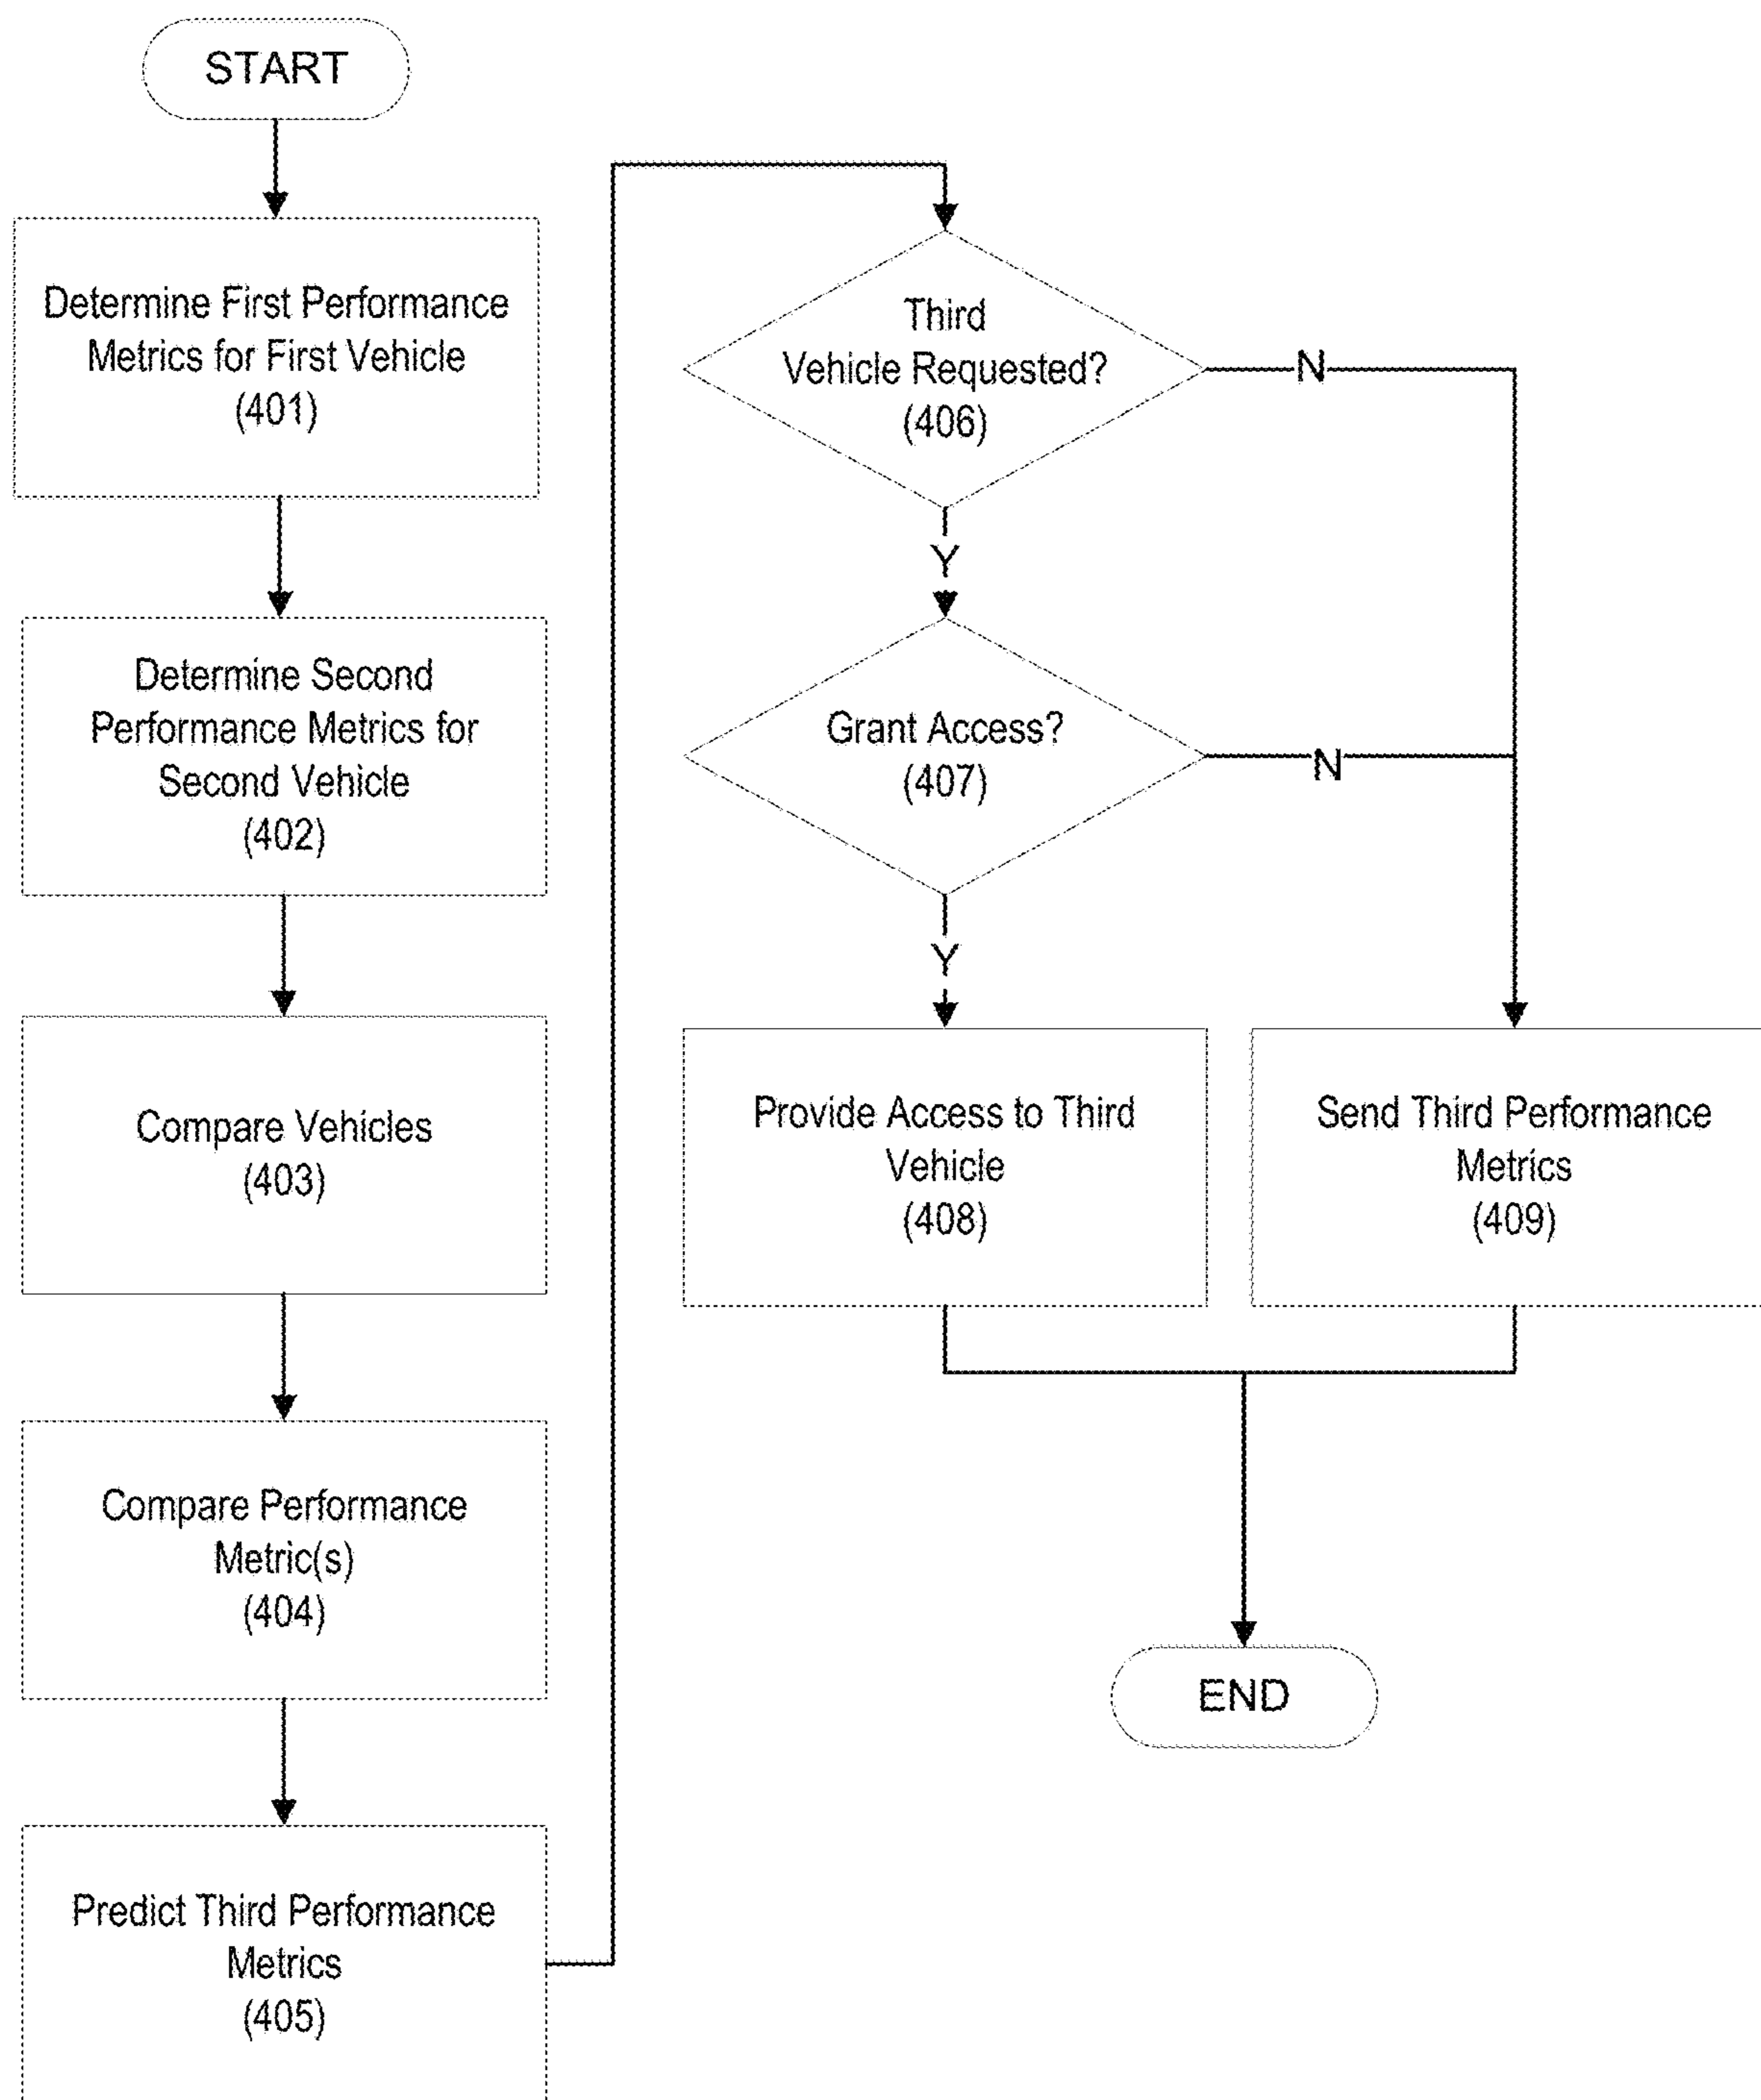 START
Determine First Performance
Metrics for First Vehicle
(401)
Determine Second
Performance Metrics for
Second Vehicle
(402)
Compare Vehicles
(403)
Compare Performance
Metric(s)
(404)
Predict Third Performance
Metrics
(405)
Third
Vehicle Requested?
(406)
N
Y
Grant Access?
(407)
N
Y
Provide Access to Third
Vehicle
(408)
Send Third Performance
Metrics
(409)
END